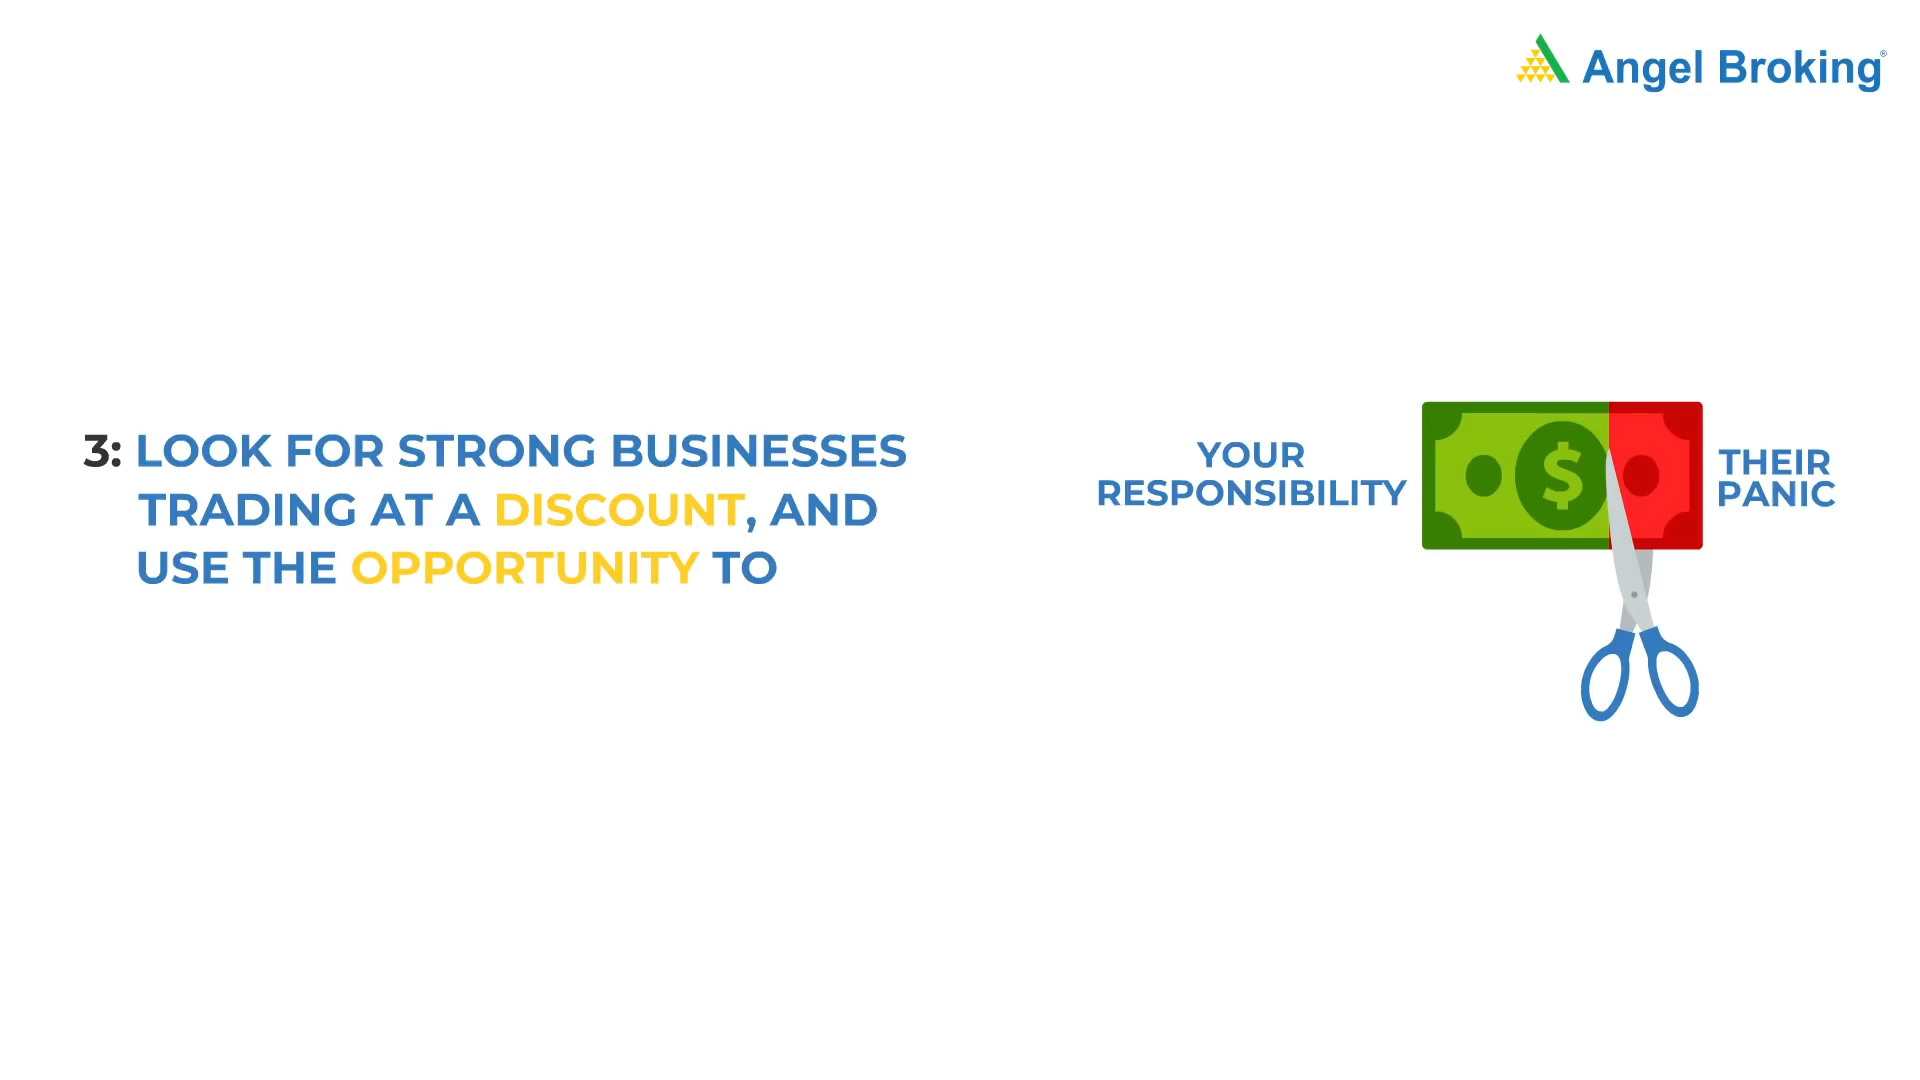 Angel Broking®
3: LOOK FOR STRONG BUSINESSES
TRADING AT A DISCOUNT, AND
USE THE OPPORTUNITY TO
YOUR
RESPONSIBILITY
$
THEIR
PANIC